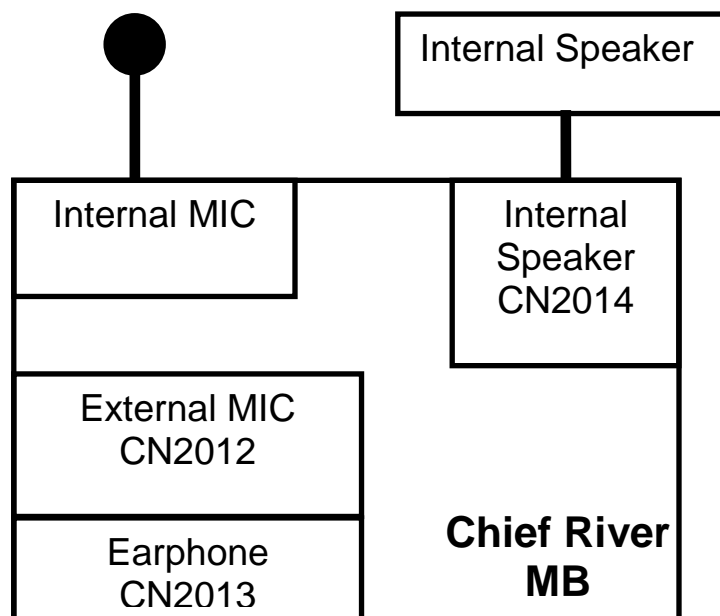 Internal Speaker
Internal MIC
Internal
Speaker
CN2014
External MIC
CN2012
Earphone
CN2013
Chief River
MB